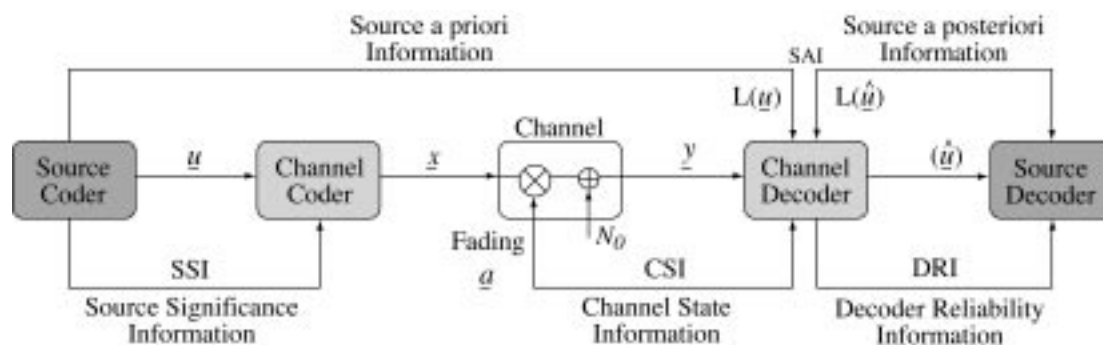 Source a priori
Information
Source a posteriori
Information
SAI
L(u)
L(û)
Channel
Source
Coder
u
Channel
Coder
x
y
Channel
Decoder
(û)
Source
Decoder
Fading
a
N₀
SSI
Source Significance
Information
CSI
Channel State
Information
DRI
Decoder Reliability
Information